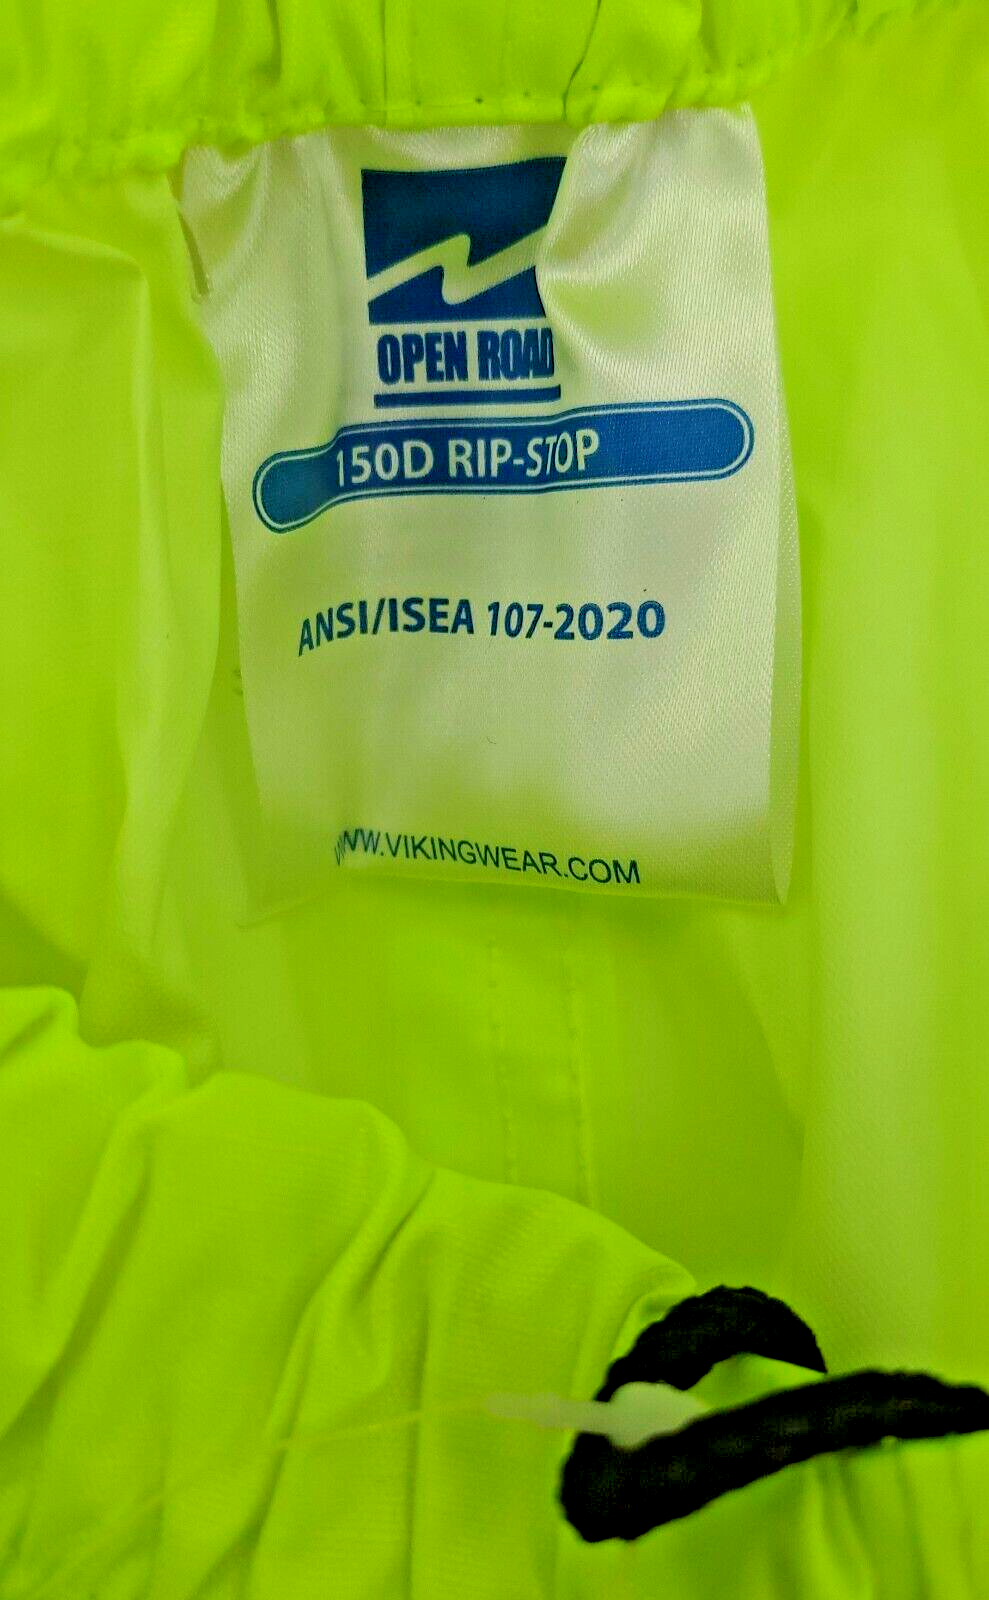 OPEN ROAD
150D RIP-STOP
ANSI/ISEA 107-2020
WWW.VIKINGWEAR.COM